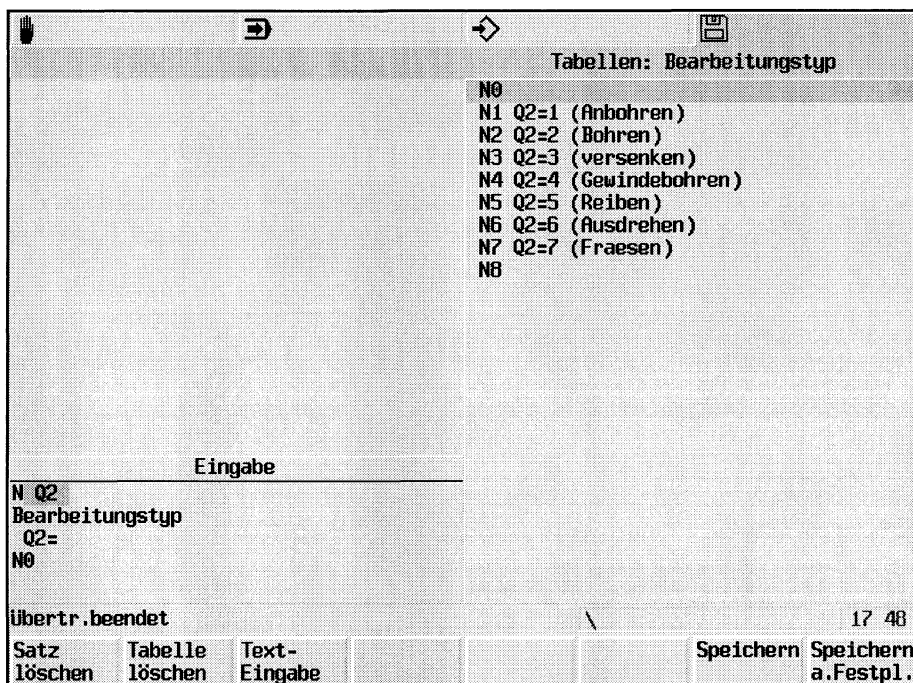 Tabellen: Bearbeitungstyp
N0
N1 Q2=1 (Anbohren)
N2 Q2=2 (Bohren)
N3 Q2=3 (versenken)
N4 Q2=4 (Gewindebohren)
N5 Q2=5 (Reiben)
N6 Q2=6 (Ausdrehen)
N7 Q2=7 (Fraesen)
N8
Eingabe
N Q2
Bearbeitungstyp
Q2=
N0
Übertr.beendet \ 17 48
Satz löschen
Tabelle löschen
Text-Eingabe
Speichern
Speichern a.Festpl.